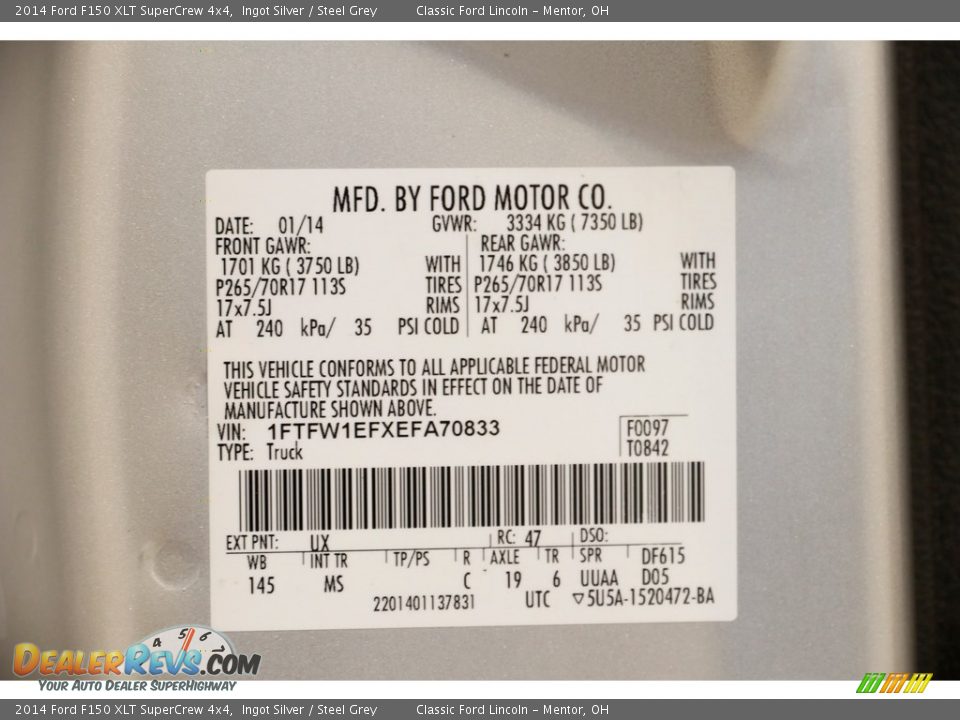 2014 Ford F150 XLT SuperCrew 4x4, Ingot Silver / Steel Grey Classic Ford Lincoln - Mentor, OH
MFD. BY FORD MOTOR CO.
DATE: 01/14 GVWR: 3334 KG ( 7350 LB)
FRONT GAWR: REAR GAWR:
1701 KG ( 3750 LB) WITH 1746 KG ( 3850 LB) WITH
P265/70R17 113S TIRES P265/70R17 113S TIRES
17x7.5J RIMS 17x7.5J RIMS
AT 240 kPa/ 35 PSI COLD AT 240 kPa/ 35 PSI COLD
THIS VEHICLE CONFORMS TO ALL APPLICABLE FEDERAL MOTOR
VEHICLE SAFETY STANDARDS IN EFFECT ON THE DATE OF
MANUFACTURE SHOWN ABOVE.
VIN: 1FTFW1EFXEFA70833 F0097
TYPE: Truck T0842
EXT PNT: UX RC: 47 DSO:
WB INT TR TP/PS R AXLE TR SPR DF615
145 MS C 19 6 UUAA D05
2201401137831 UTC ▽5U5A-1520472-BA
4 5 6 7
DEALERREVS.COM
YOUR AUTO DEALER SUPERHIGHWAY
2014 Ford F150 XLT SuperCrew 4x4, Ingot Silver / Steel Grey Classic Ford Lincoln - Mentor, OH